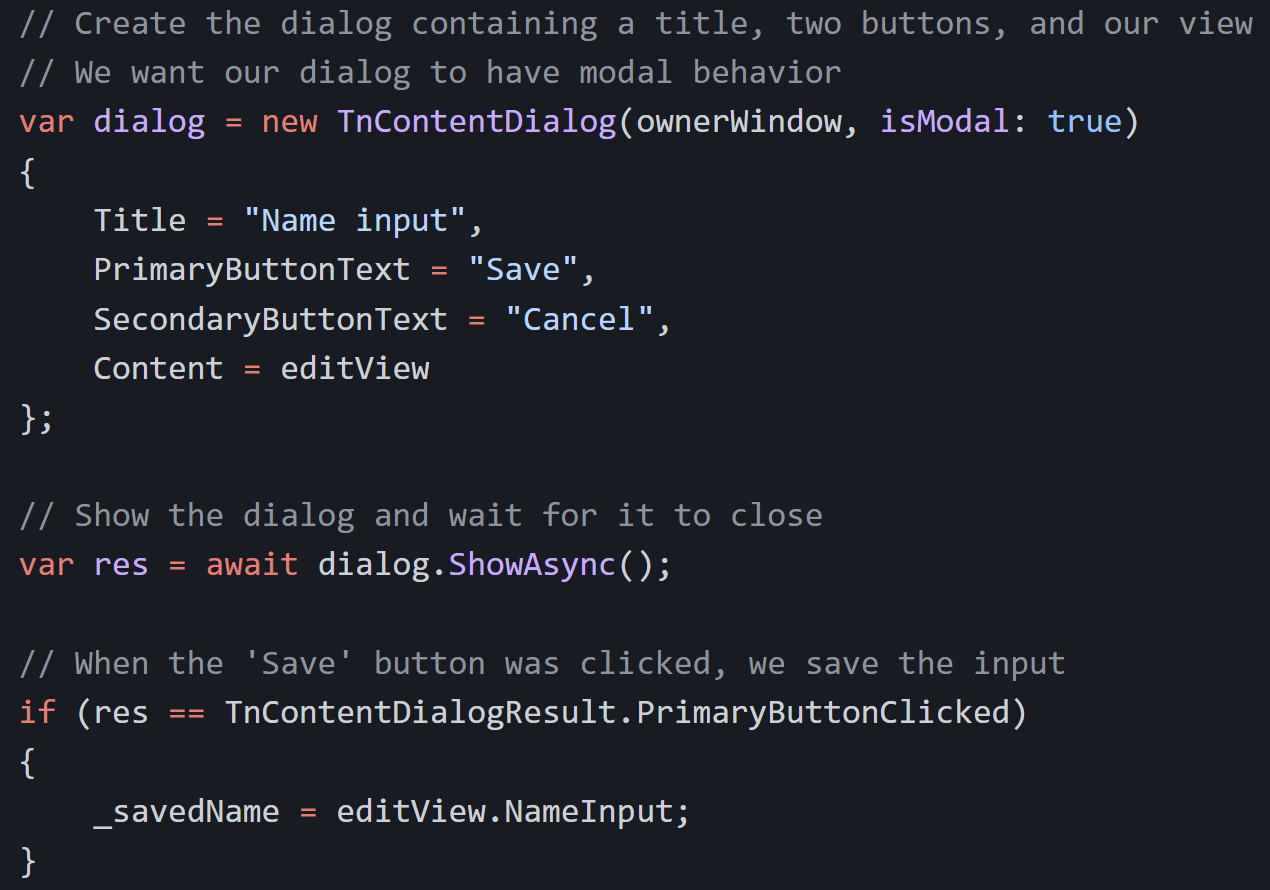 // Create the dialog containing a title, two buttons, and our view
// We want our dialog to have modal behavior
var dialog = new TnContentDialog(ownerWindow, isModal: true)
{
    Title = "Name input",
    PrimaryButtonText = "Save",
    SecondaryButtonText = "Cancel",
    Content = editView
};

// Show the dialog and wait for it to close
var res = await dialog.ShowAsync();

// When the 'Save' button was clicked, we save the input
if (res == TnContentDialogResult.PrimaryButtonClicked)
{
    _savedName = editView.NameInput;
}